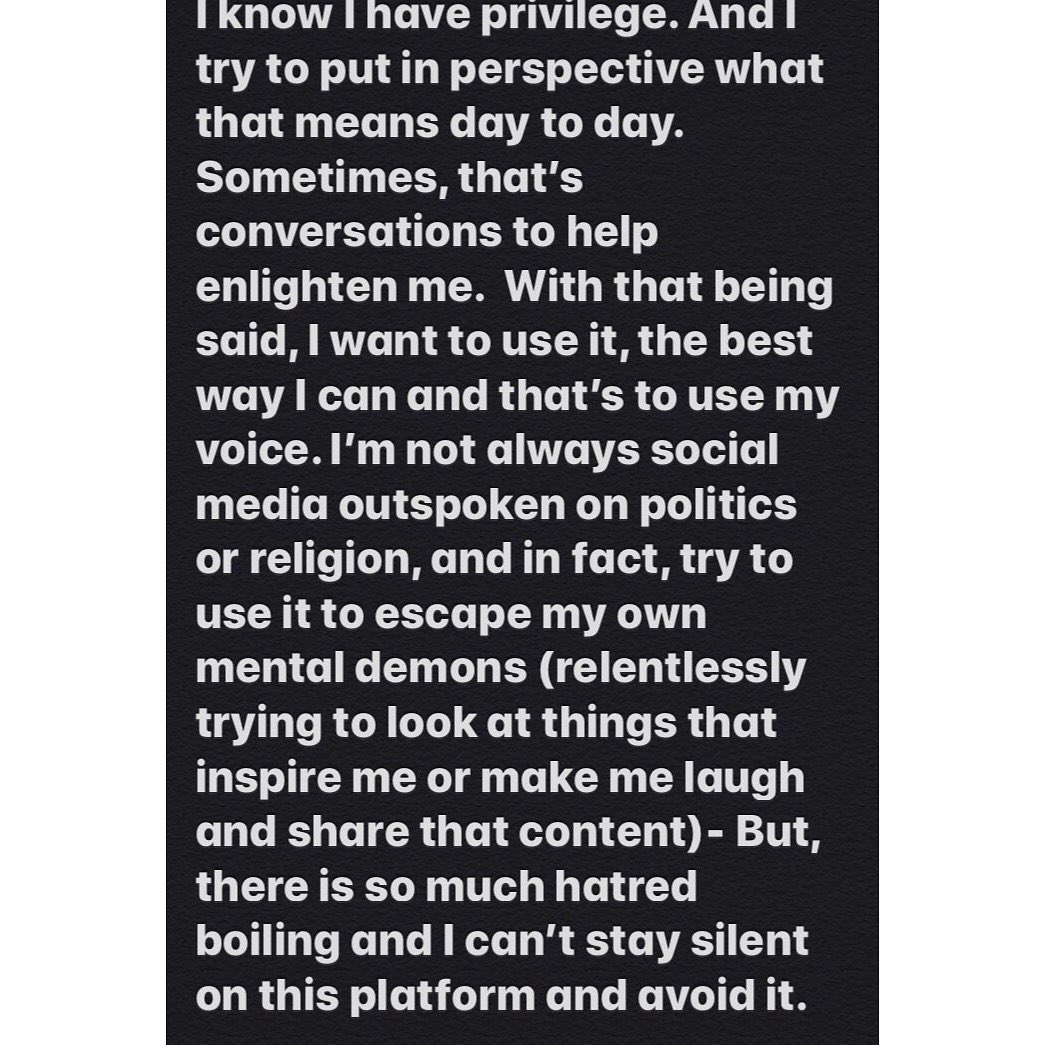 I know I have privilege. And I
try to put in perspective what
that means day to day.
Sometimes, that’s
conversations to help
enlighten me.  With that being
said, I want to use it, the best
way I can and that’s to use my
voice. I’m not always social
media outspoken on politics
or religion, and in fact, try to
use it to escape my own
mental demons (relentlessly
trying to look at things that
inspire me or make me laugh
and share that content)- But,
there is so much hatred
boiling and I can’t stay silent
on this platform and avoid it.